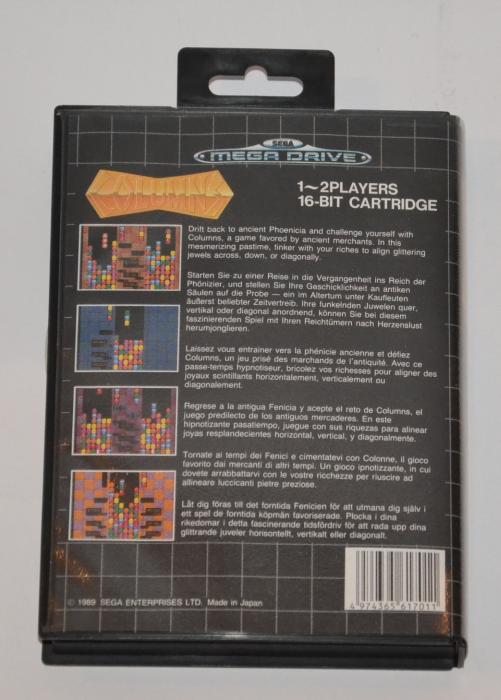 SEGA
MEGA DRIVE
COLUMNS
1~2PLAYERS
16-BIT CARTRIDGE
Drift back to ancient Phoenicia and challenge yourself with
Columns, a game favored by ancient merchants. In this
mesmerizing pastime, tinker with your riches to align glittering
jewels across, down, or diagonally.
Starten Sie zu einer Reise in die Vergangenheit ins Reich der
Phönizier, und stellen Sie Ihre Geschicklichkeit an antiken
Säulen auf die Probe — ein im Altertum unter Kaufleuten
äußerst beliebter Zeitvertreib. Ihre funkelnden Juwelen quer,
vertikal oder diagonal anordnend, können Sie bei diesem
faszinierenden Spiel mit Ihren Reichtümern nach Herzenslust
herumjonglieren.
Laissez vous entrainer vers la phénicie ancienne et défiez
Columns, un jeu prisé des marchands de l'antiquité. Avec ce
passe-temps hypnotiseur, bricolez vos richesses pour aligner des
joyaux scintillants horizontalement, verticalement ou
diagonalement.
Regrese a la antigua Fenicia y acepte el reto de Columns, el
juego predilecto de los antiguos mercaderes. En este
hipnotizante pasatiempo, juegue con sus riquezas para alinear
joyas resplandecientes horizontal, vertical, y diagonalmente.
Tornate ai tempi dei Fenici e cimentatevi con Colonne, il gioco
favorito dai mercanti di altri tempi. Un gioco ipnotizzante, in cui
dovete arrabbattarvi con le vostre ricchezze per riuscire ad
allineare luccicanti pietre preziose.
Låt dig föras till det forntida Fenicien för att utmana dig själv i
ett spel de forntida köpmän favoriserade. Plocka i dina
rikedomar i detta fascinerande tidsfördriv för att rada upp dina
glittrande juveler horisontellt, vertikalt eller diagonalt.
4 974365 617011
© 1989 SEGA ENTERPRISES LTD. Made in Japan